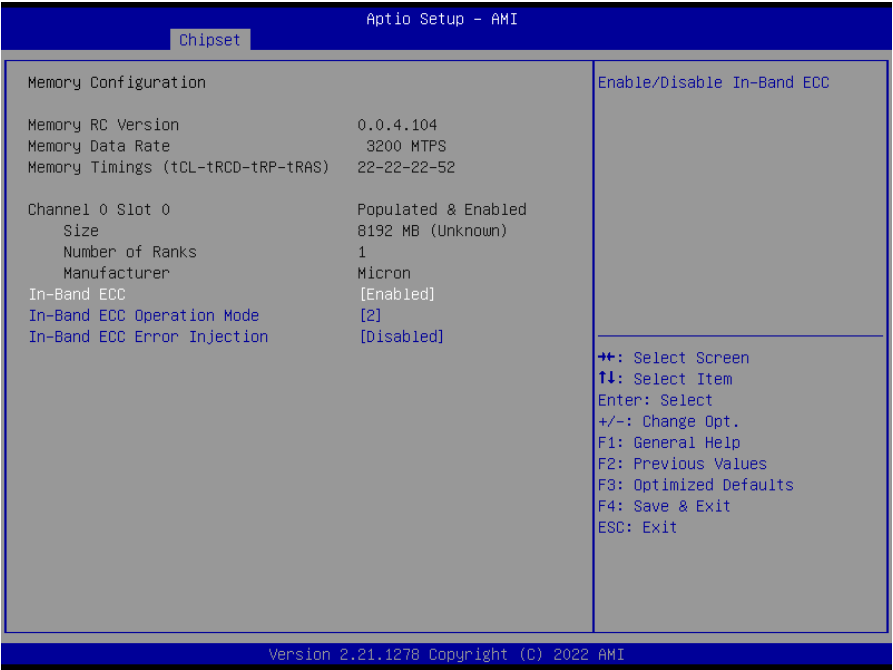 Aptio Setup – AMI
Chipset
Memory Configuration
Memory RC Version 0.0.4.104
Memory Data Rate 3200 MTPS
Memory Timings (tCL-tRCD-tRP-tRAS) 22-22-22-52
Channel 0 Slot 0 Populated & Enabled
Size 8192 MB (Unknown)
Number of Ranks 1
Manufacturer Micron
In-Band ECC [Enabled]
In-Band ECC Operation Mode [2]
In-Band ECC Error Injection [Disabled]
Enable/Disable In-Band ECC
→←: Select Screen
↑↓: Select Item
Enter: Select
+/-: Change Opt.
F1: General Help
F2: Previous Values
F3: Optimized Defaults
F4: Save & Exit
ESC: Exit
Version 2.21.1278 Copyright (C) 2022 AMI